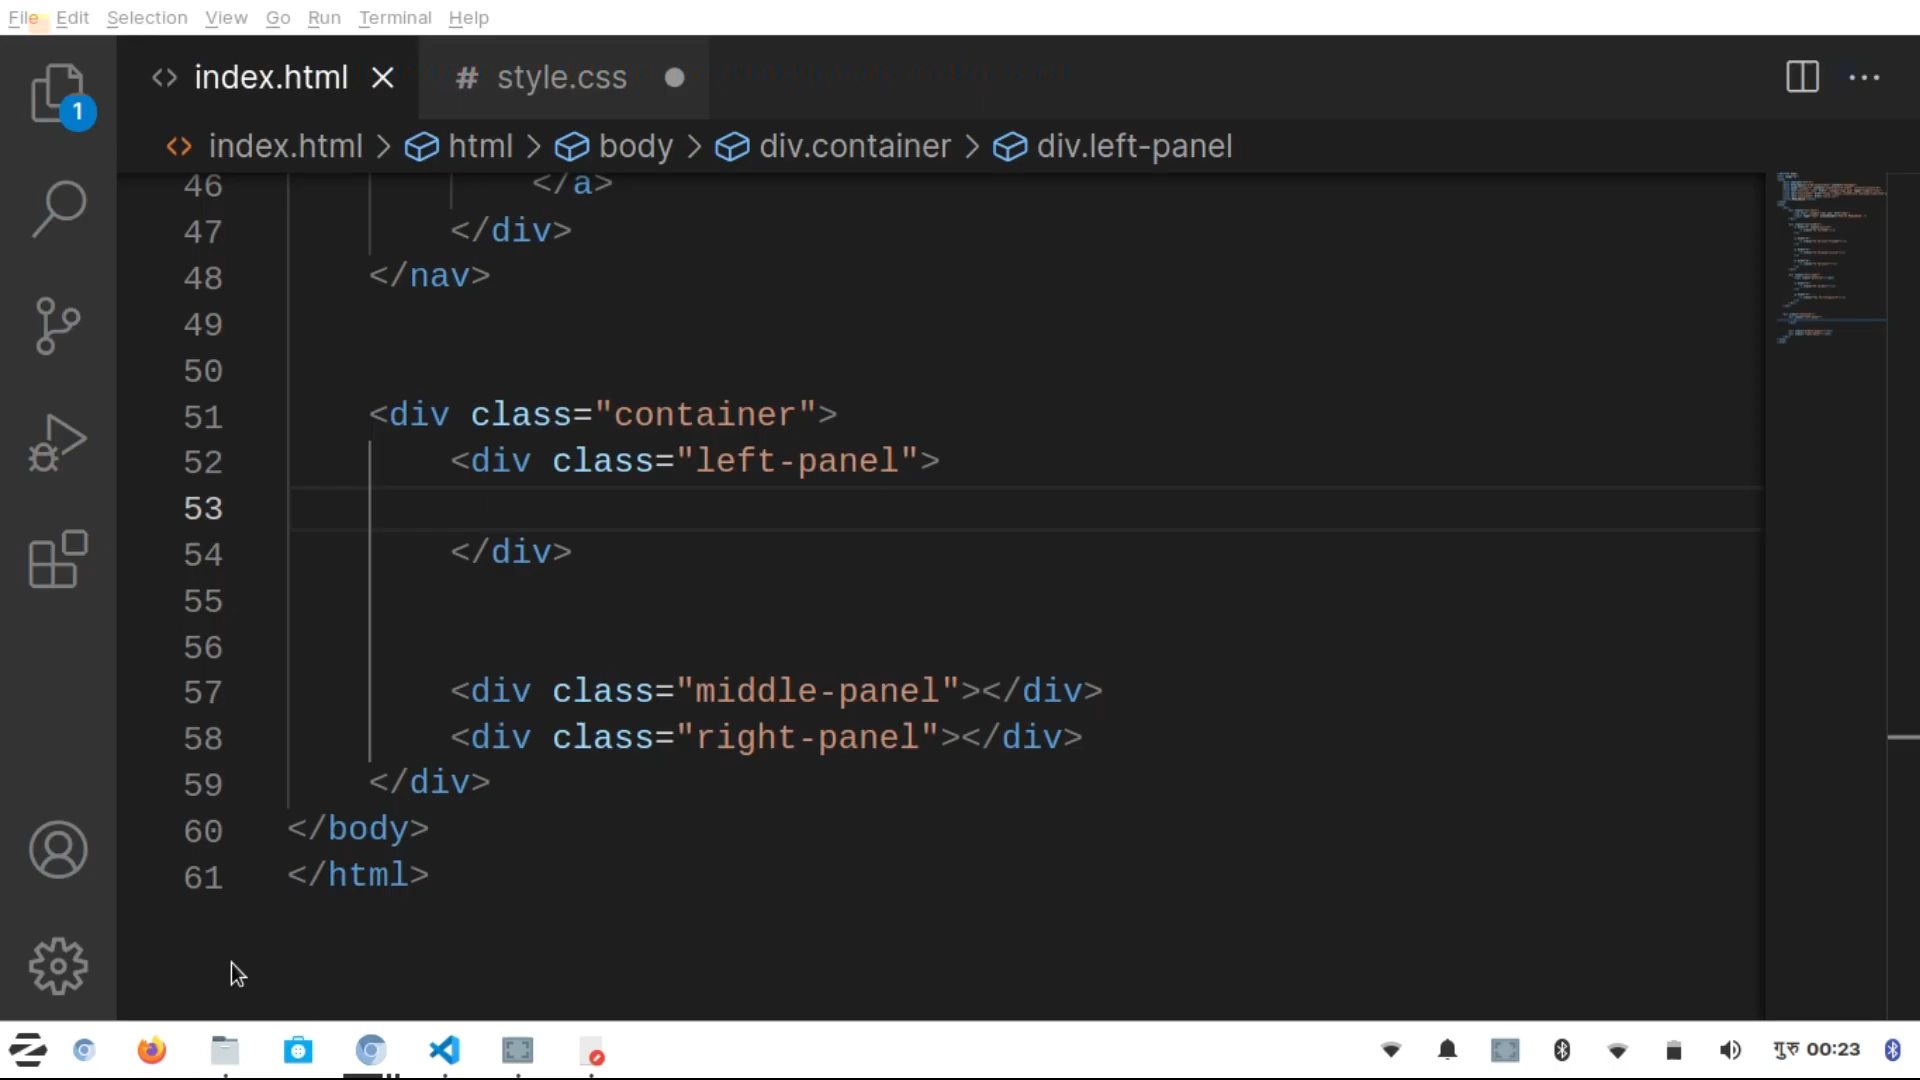 File Edit Selection View Go Run Terminal Help
index.html
# style.css
1
index.html > html > body > div.container > div.left-panel
46 </a>
47 </div>
48 </nav>
49
50
51 <div class="container">
52 <div class="left-panel">
53
54 </div>
55
56
57 <div class="middle-panel"></div>
58 <div class="right-panel"></div>
59 </div>
60 </body>
61 </html>
गुरु 00:23